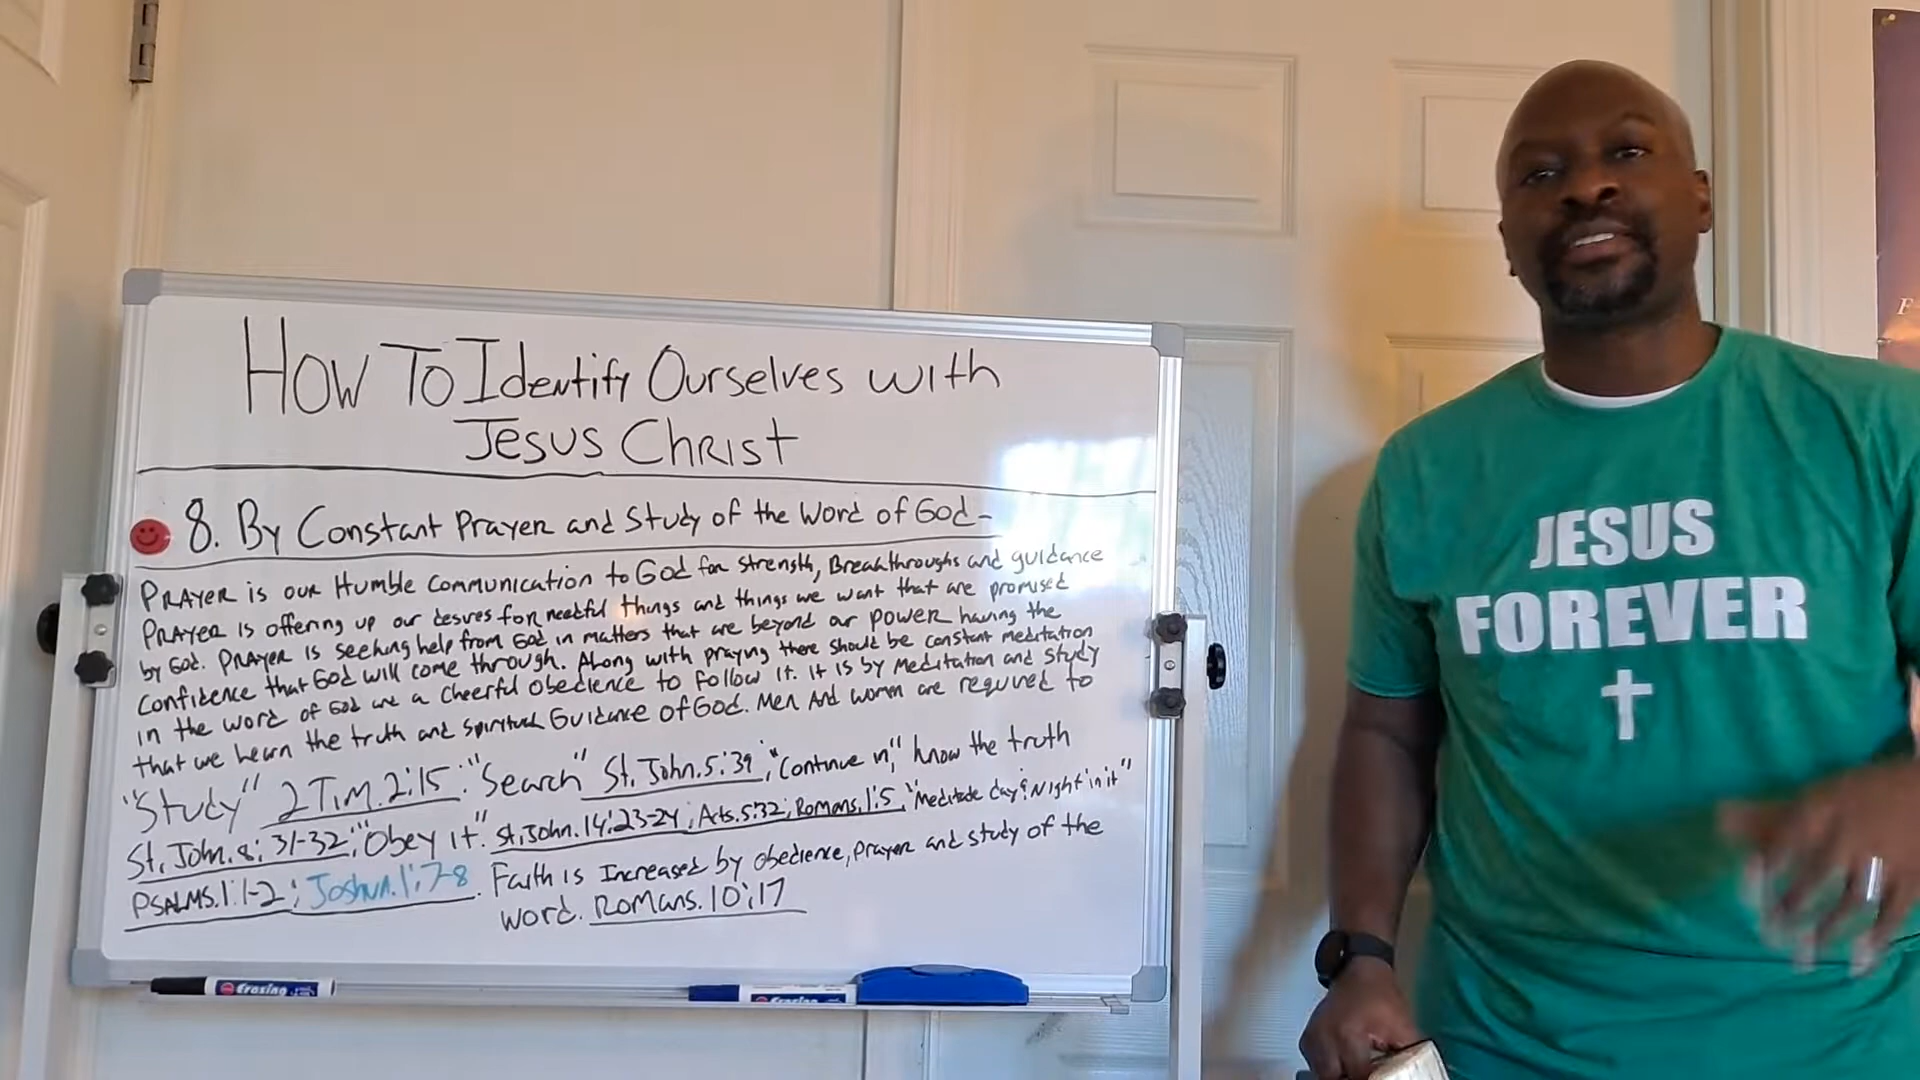 How To Identify Ourselves with
Jesus Christ
8. By Constant Prayer and Study of the Word of God-
Prayer is our Humble Communication to God for strength, Breakthroughs and guidance
Prayer is offering up our desires for needful things and things we want that are promised
by God. Prayer is seeking help from God in matters that are beyond our power having the
confidence that God will come through. Along with praying there should be constant meditation
in the word of God and a cheerful obedience to follow it. It is by Meditation and Study
that we learn the truth and spiritual Guidance of God. Men And women are required to
"Study" 2 Tim. 2:15. "Search" St. John. 5:39, "Continue in," know the truth
St. John. 8:31-32; "Obey it". St. John. 14:23-24; Acts. 5:32; Romans. 1:5, "Meditate day & Night in it"
Psalms. 1:1-2; Joshua. 1:7-8. Faith is Increased by obedience, prayer and study of the
word. Romans. 10:17
JESUS
FOREVER
Erasing